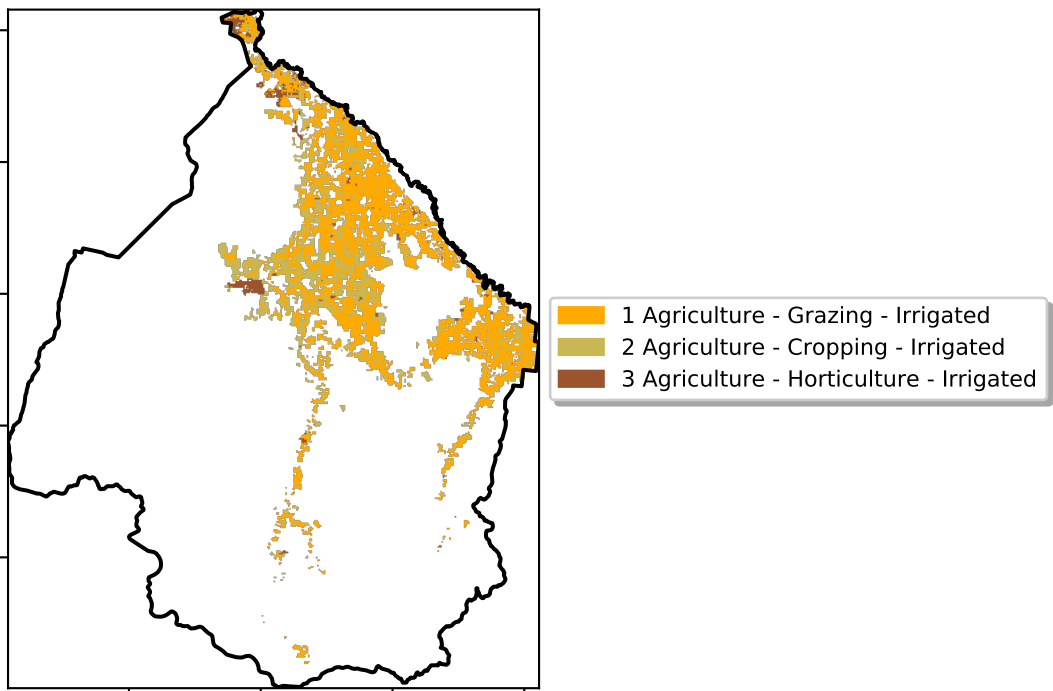 1 Agriculture - Grazing - Irrigated
2 Agriculture - Cropping - Irrigated
3 Agriculture - Horticulture - Irrigated